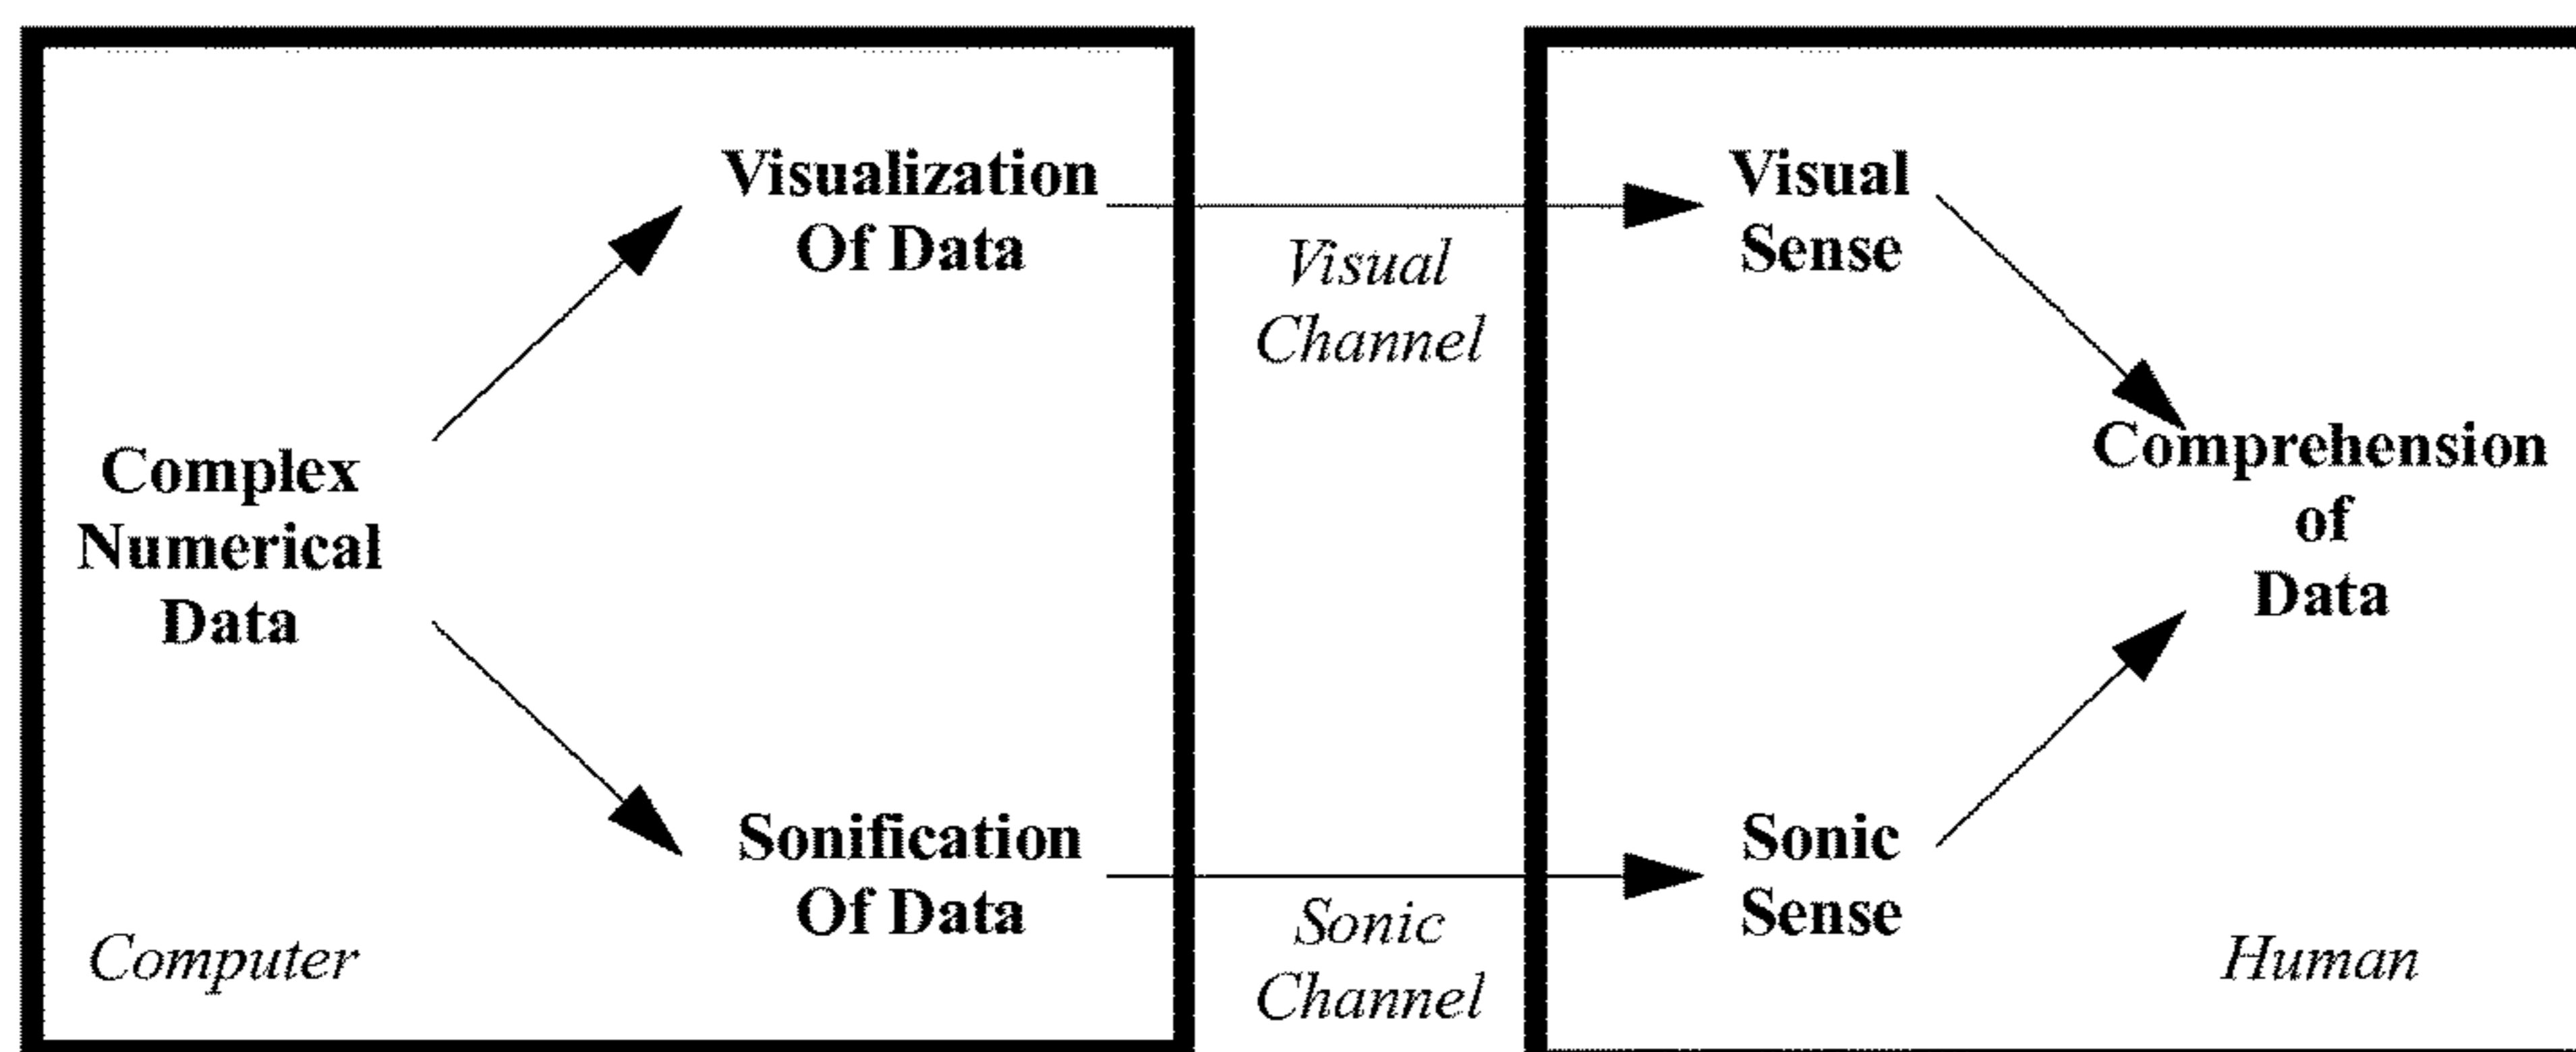 Complex
Numerical
Data
Visualization
Of Data
Sonification
Of Data
Computer
Visual
Channel
Sonic
Channel
Visual
Sense
Sonic
Sense
Comprehension
of
Data
Human